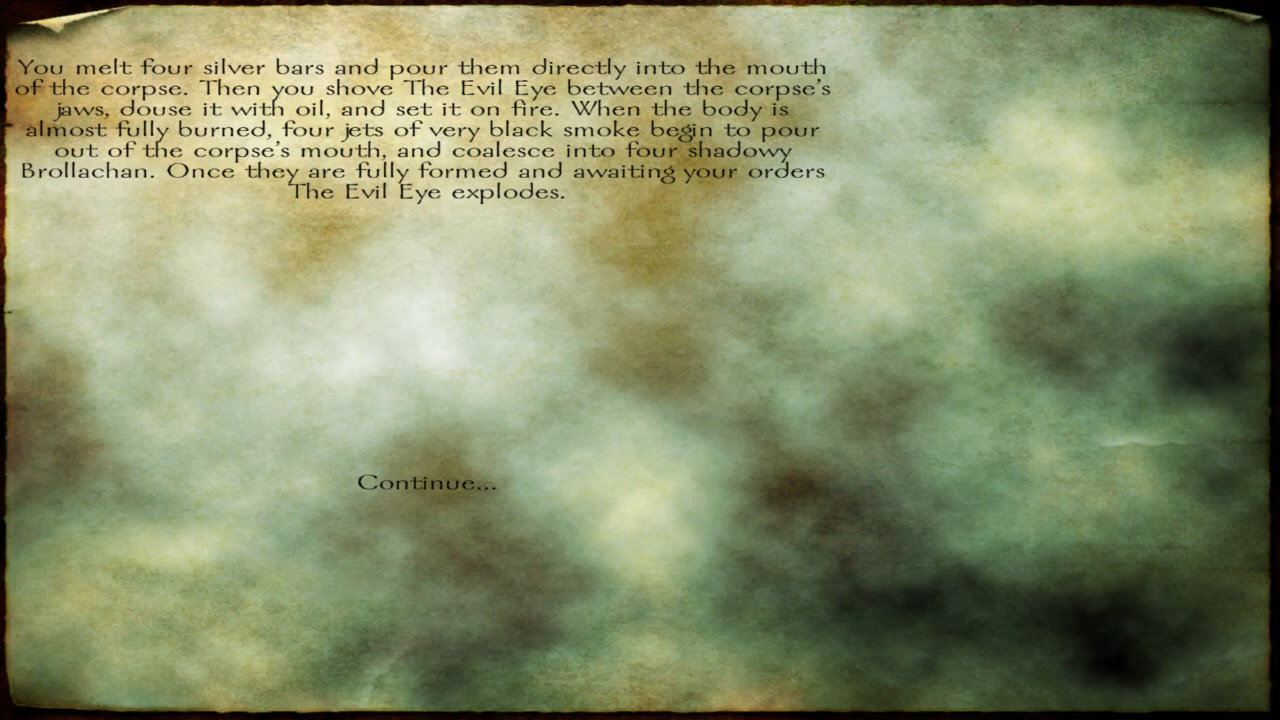 You melt four silver bars and pour them directly into the mouth
of the corpse. Then you shove The Evil Eye between the corpse's
jaws, douse it with oil, and set it on fire. When the body is
almost fully burned, four jets of very black smoke begin to pour
out of the corpse's mouth, and coalesce into four shadowy
Brollachan. Once they are fully formed and awaiting your orders
The Evil Eye explodes.
Continue...